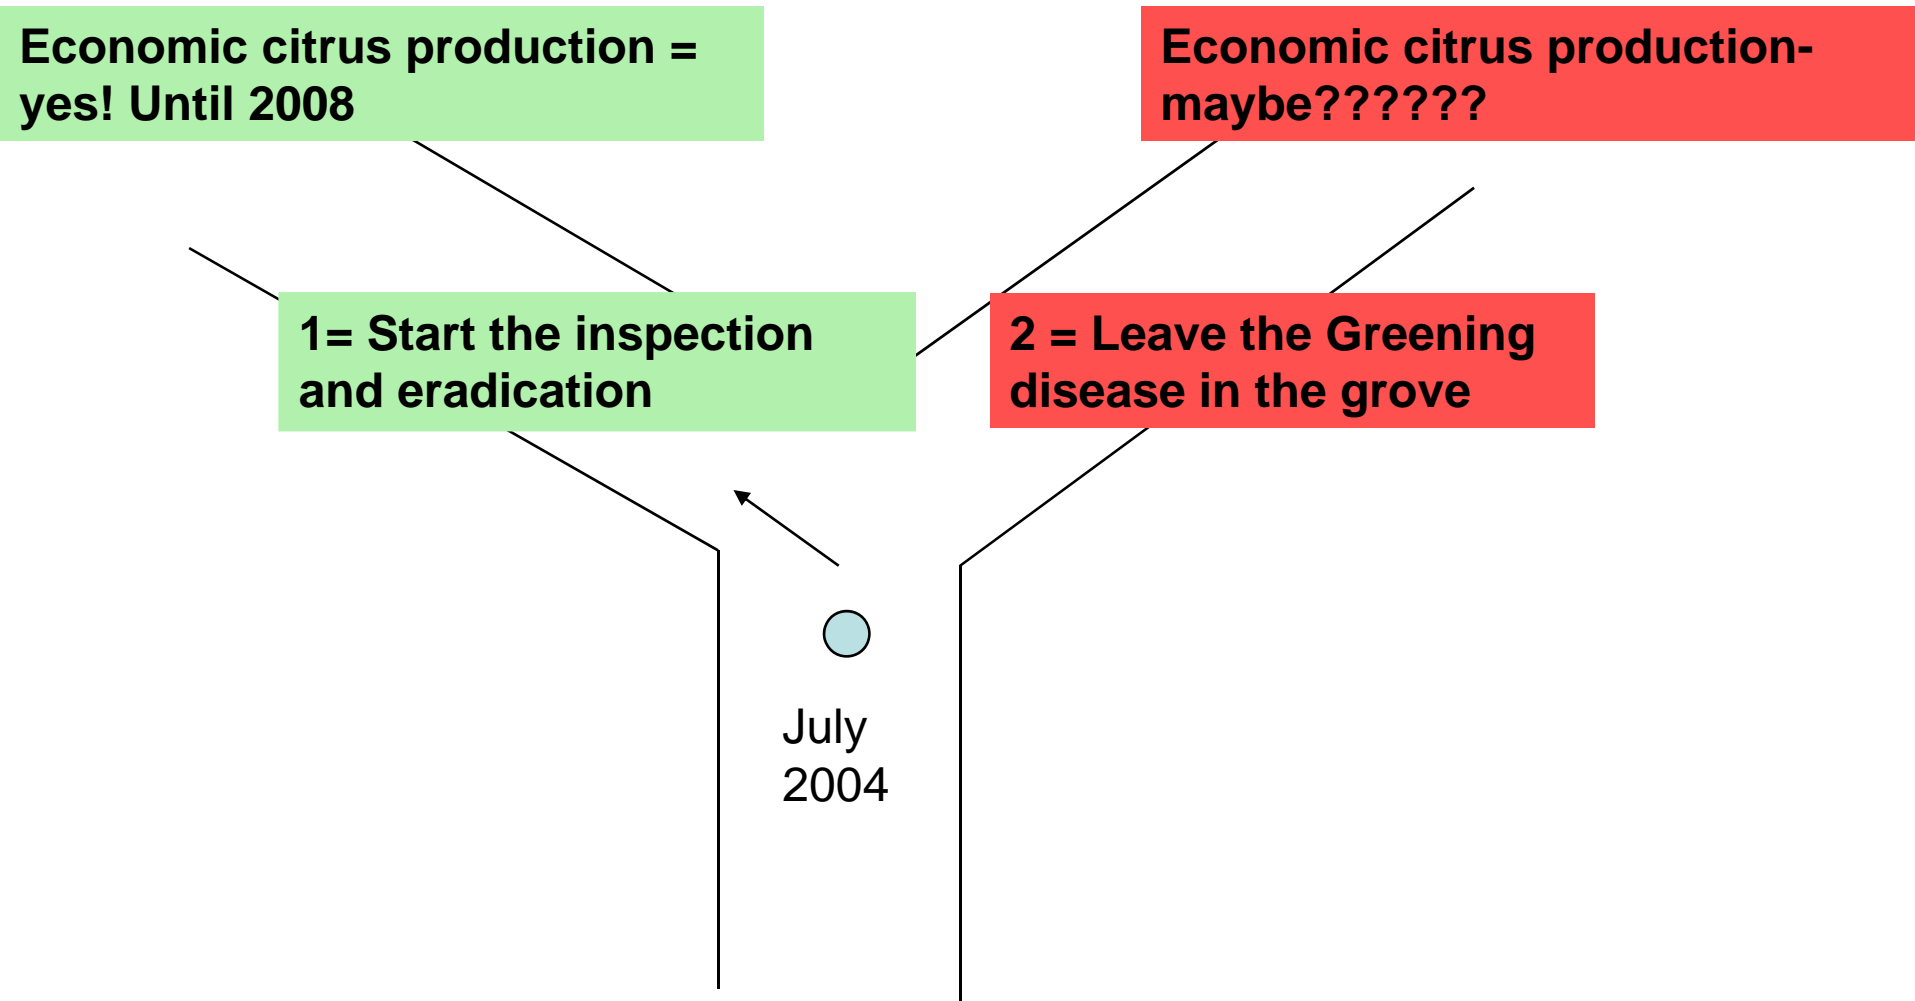 Economic citrus production =
yes! Until 2008
Economic citrus production-
maybe??????
1= Start the inspection
and eradication
2 = Leave the Greening
disease in the grove
July
2004